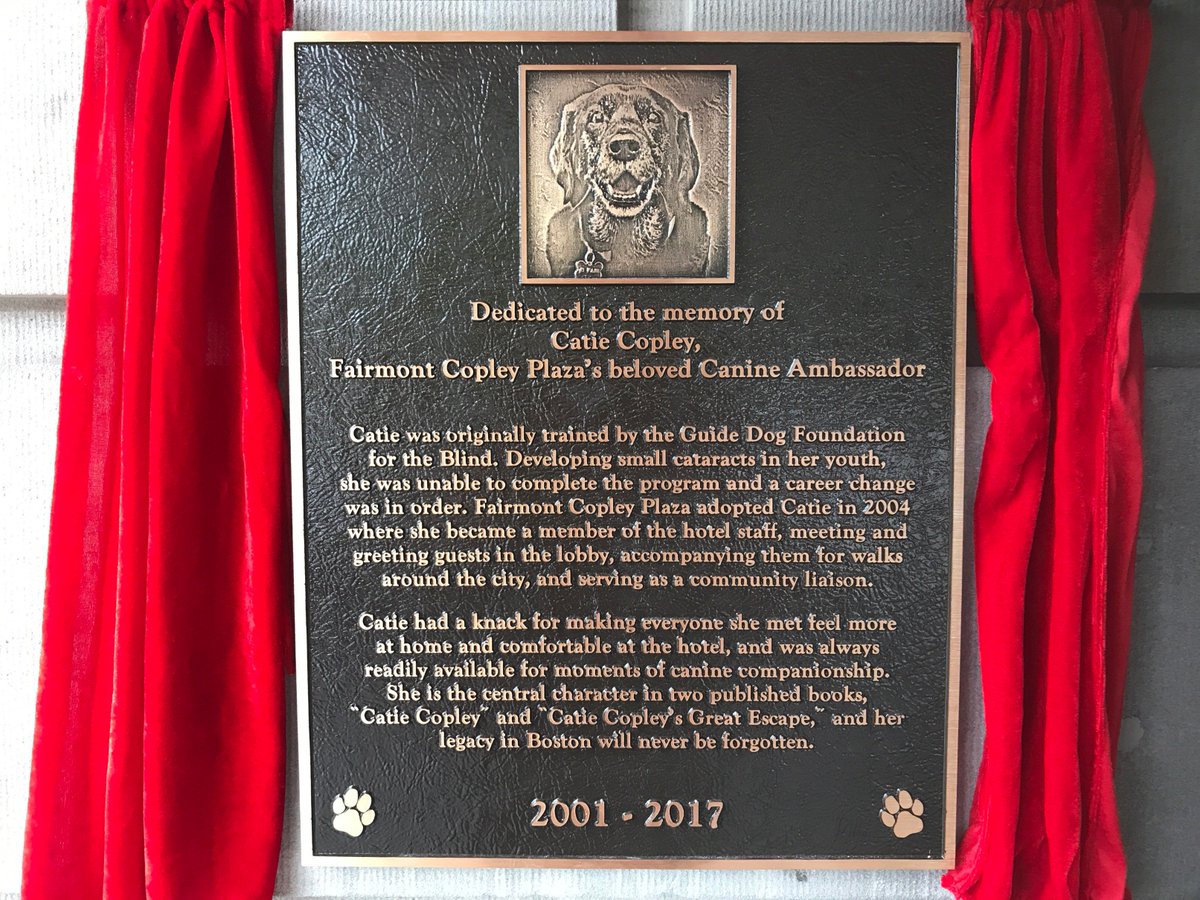 Dedicated to the memory of
Catie Copley,
Fairmont Copley Plaza's beloved Canine Ambassador
Catie was originally trained by the Guide Dog Foundation
for the Blind. Developing small cataracts in her youth,
she was unable to complete the program and a career change
was in order. Fairmont Copley Plaza adopted Catie in 2004
where she became a member of the hotel staff, meeting and
greeting guests in the lobby, accompanying them for walks
around the city, and serving as a community liaison.
Catie had a knack for making everyone she met feel more
at home and comfortable at the hotel, and was always
readily available for moments of canine companionship.
She is the central character in two published books,
"Catie Copley" and "Catie Copley's Great Escape," and her
legacy in Boston will never be forgotten.
2001 - 2017